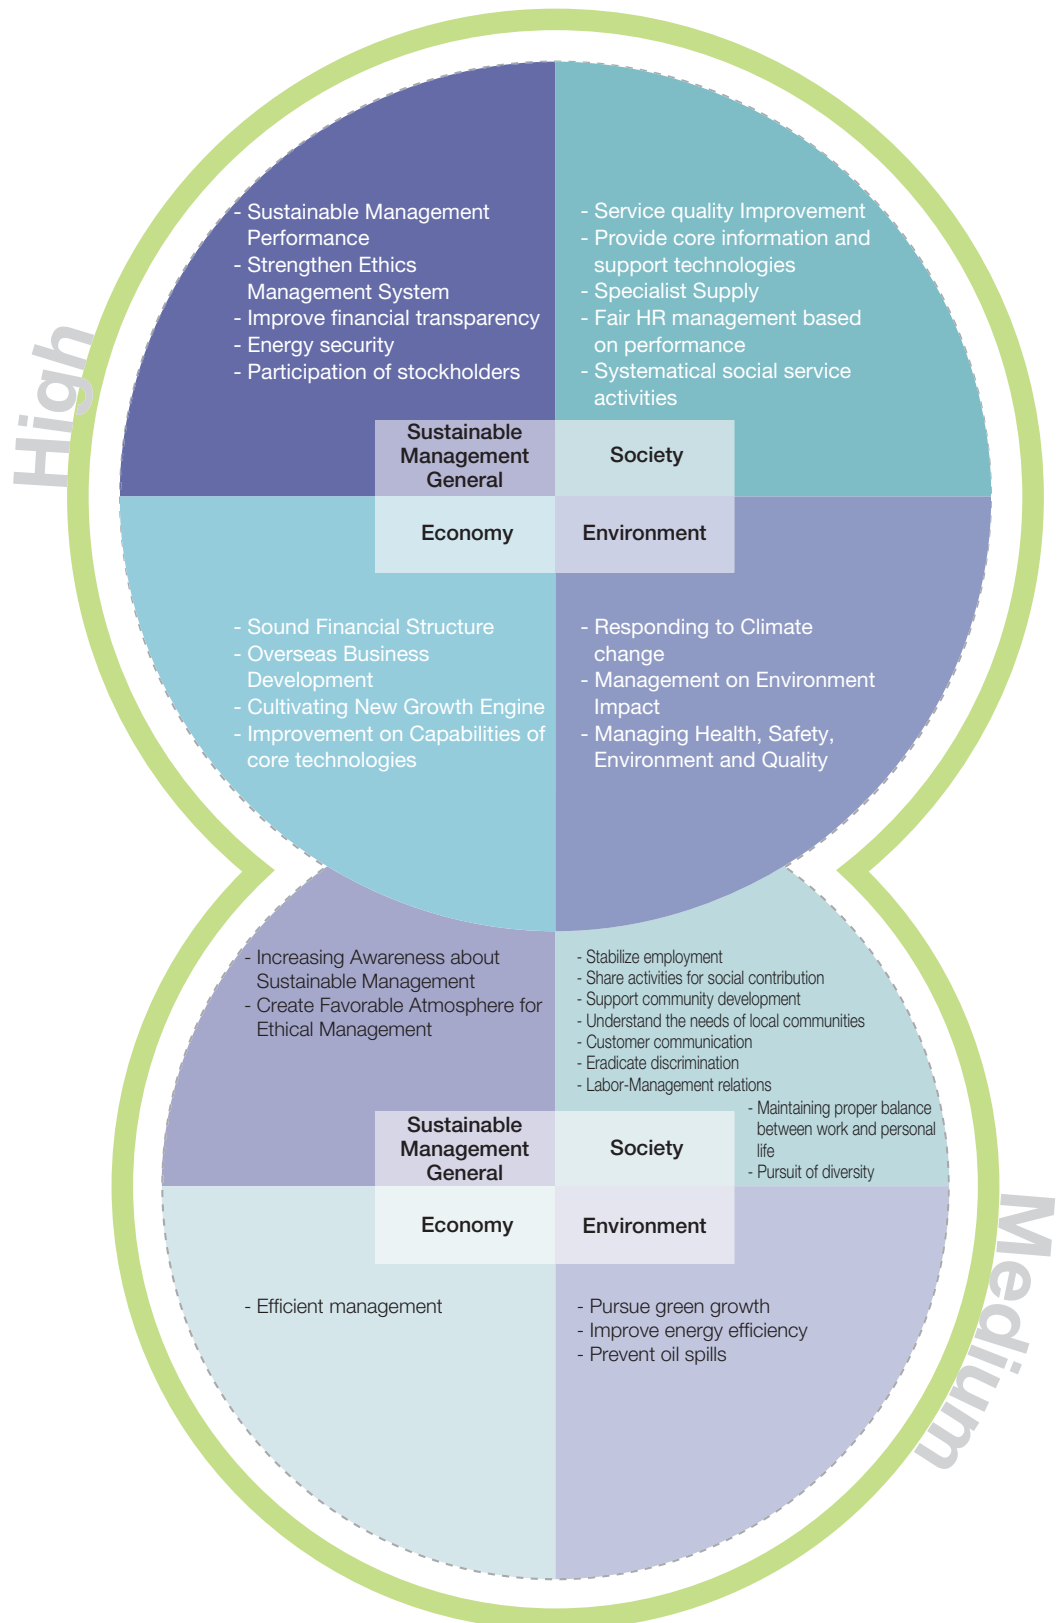 High
- Sustainable Management
Performance
- Strengthen Ethics
Management System
- Improve financial transparency
- Energy security
- Participation of stockholders
- Service quality Improvement
- Provide core information and
support technologies
- Specialist Supply
- Fair HR management based
on performance
- Systematical social service
activities
Sustainable
Management
General
Society
Economy
Environment
- Sound Financial Structure
- Overseas Business
Development
- Cultivating New Growth Engine
- Improvement on Capabilities of
core technologies
- Responding to Climate
change
- Management on Environment
Impact
- Managing Health, Safety,
Environment and Quality
- Increasing Awareness about
Sustainable Management
- Create Favorable Atmosphere for
Ethical Management
- Stabilize employment
- Share activities for social contribution
- Support community development
- Understand the needs of local communities
- Customer communication
- Eradicate discrimination
- Labor-Management relations
- Maintaining proper balance
between work and personal
life
- Pursuit of diversity
Sustainable
Management
General
Society
Economy
Environment
- Efficient management
- Pursue green growth
- Improve energy efficiency
- Prevent oil spills
Medium